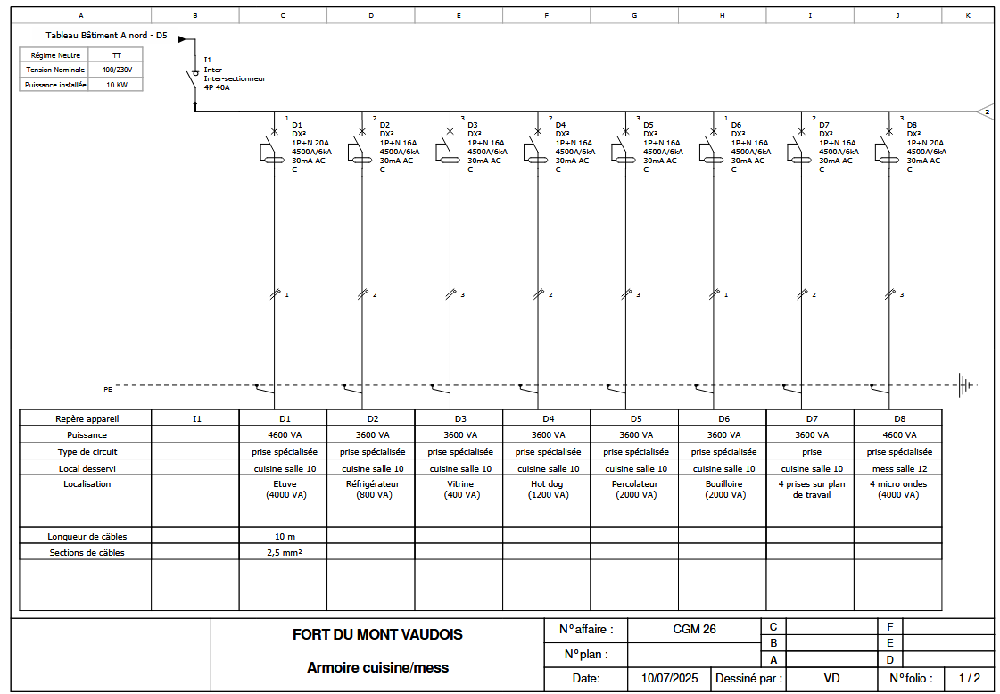 A B C D E F G H I J K
Tableau Bâtiment A nord - D5
Régime Neutre TT
Tension Nominale 400/230V
Puissance installée 10 KW
I1
Inter
Inter-sectionneur
4P 40A
2
1 2 3 2 3 1 2 3
D1 D2 D3 D4 D5 D6 D7 D8
DX² DX² DX² DX² DX² DX² DX² DX²
1P+N 20A 1P+N 16A 1P+N 16A 1P+N 16A 1P+N 16A 1P+N 16A 1P+N 16A 1P+N 20A
4500A/6kA 4500A/6kA 4500A/6kA 4500A/6kA 4500A/6kA 4500A/6kA 4500A/6kA 4500A/6kA
30mA AC 30mA AC 30mA AC 30mA AC 30mA AC 30mA AC 30mA AC 30mA AC
C C C C C C C C
1 2 3 2 3 1 2 3
PE
Repère appareil I1 D1 D2 D3 D4 D5 D6 D7 D8
Puissance 4600 VA 3600 VA 3600 VA 3600 VA 3600 VA 3600 VA 3600 VA 4600 VA
Type de circuit prise spécialisée prise spécialisée prise spécialisée prise spécialisée prise spécialisée prise spécialisée prise prise spécialisée
Local desservi cuisine salle 10 cuisine salle 10 cuisine salle 10 cuisine salle 10 cuisine salle 10 cuisine salle 10 cuisine salle 10 mess salle 12
Localisation Etuve Réfrigérateur Vitrine Hot dog Percolateur Bouilloire 4 prises sur plan 4 micro ondes
(4000 VA) (800 VA) (400 VA) (1200 VA) (2000 VA) (2000 VA) de travail (4000 VA)
Longueur de câbles 10 m
Sections de câbles 2,5 mm²
FORT DU MONT VAUDOIS
Armoire cuisine/mess
N° affaire : CGM 26 C F
N° plan : B E
A D
Date: 10/07/2025 Dessiné par : VD N° folio : 1 / 2